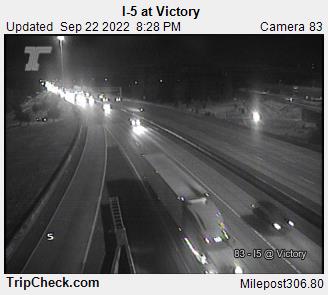 I-5 at Victory
Updated Sep 22 2022 8:28 PM Camera 83
T
S
83 - I5 @ Victory
TripCheck.com Milepost306.80